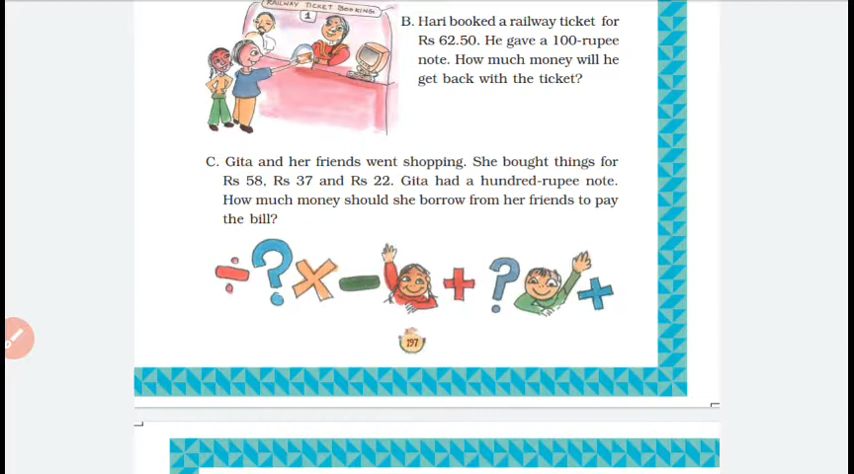 RAILWAY TICKET BOOKING
1
B. Hari booked a railway ticket for
Rs 62.50. He gave a 100-rupee
note. How much money will he
get back with the ticket?
C. Gita and her friends went shopping. She bought things for
Rs 58, Rs 37 and Rs 22. Gita had a hundred-rupee note.
How much money should she borrow from her friends to pay
the bill?
÷ ? × − + ? +
197